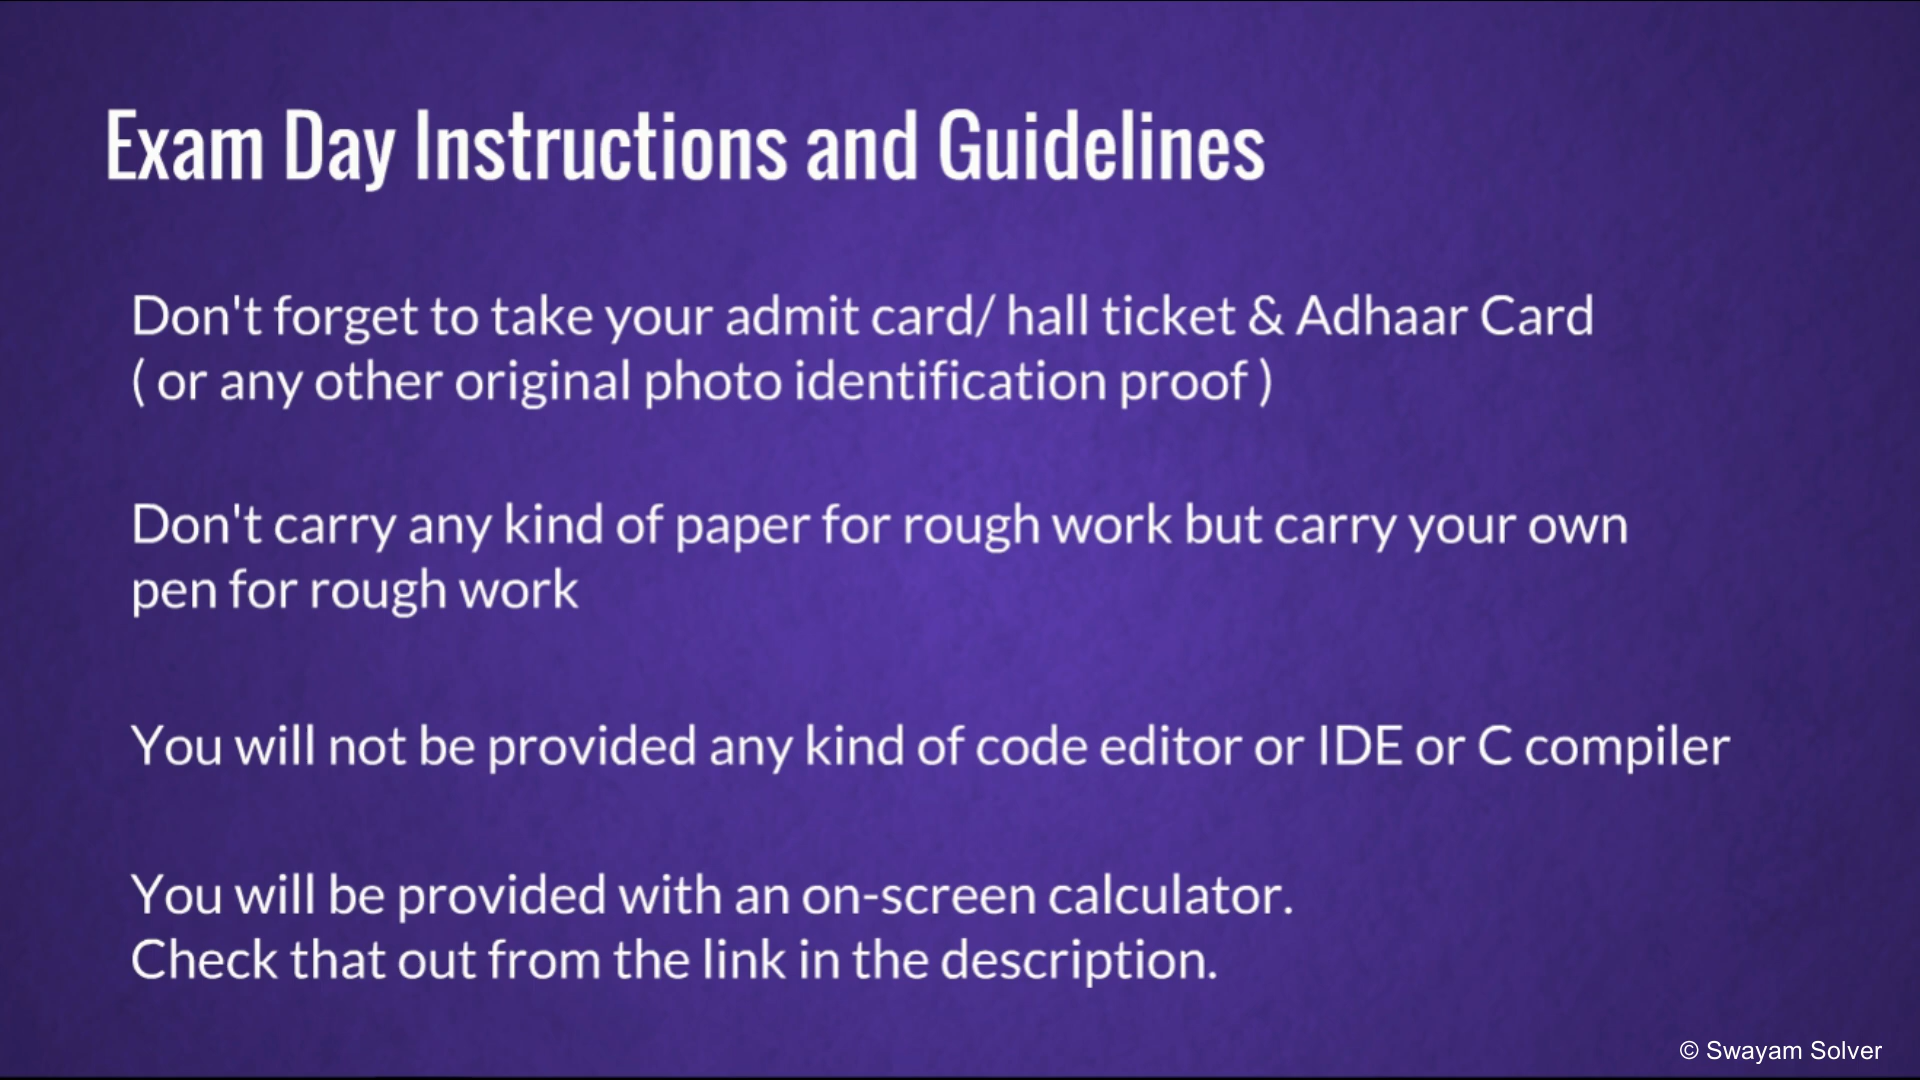 Exam Day Instructions and Guidelines
Don't forget to take your admit card/ hall ticket & Adhaar Card
( or any other original photo identification proof )
Don't carry any kind of paper for rough work but carry your own
pen for rough work
You will not be provided any kind of code editor or IDE or C compiler
You will be provided with an on-screen calculator.
Check that out from the link in the description.
© Swayam Solver